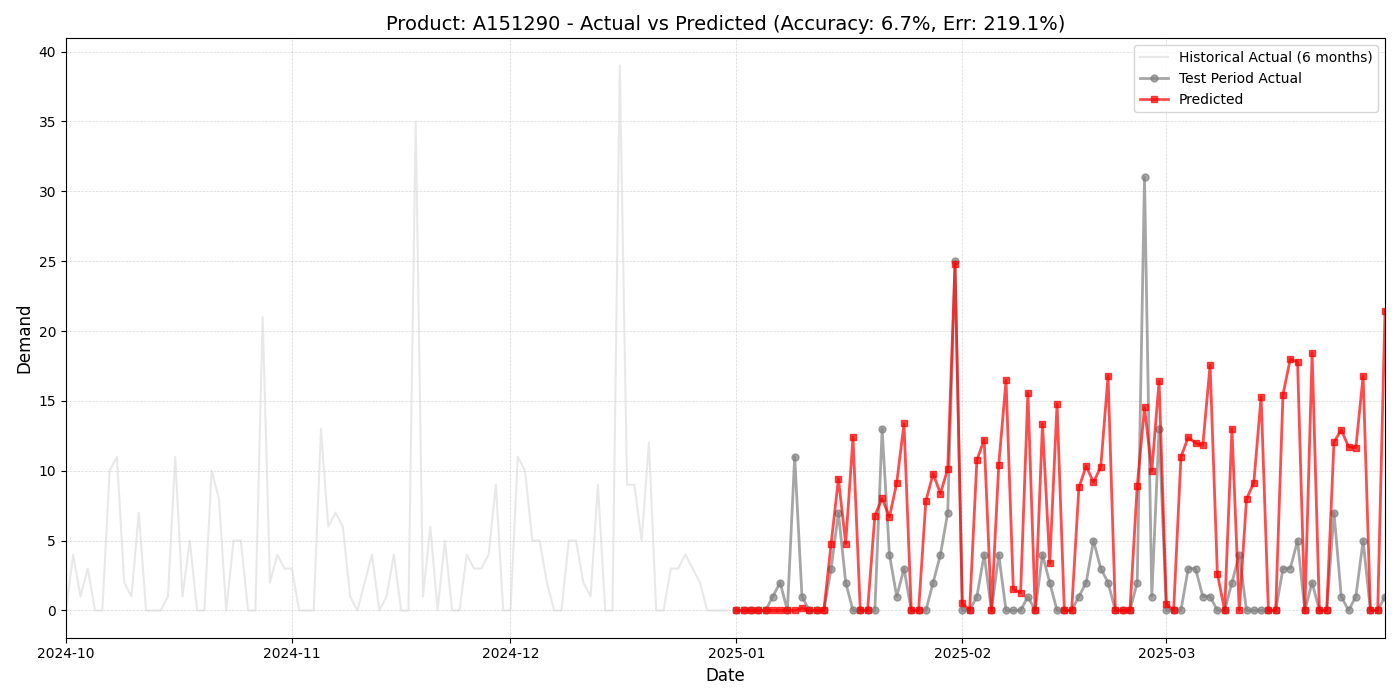 Product: A151290 - Actual vs Predicted (Accuracy: 6.7%, Err: 219.1%)
Historical Actual (6 months)
Test Period Actual
Predicted
Demand
40
35
30
25
20
15
10
5
0
2024-10
2024-11
2024-12
2025-01
2025-02
2025-03
Date